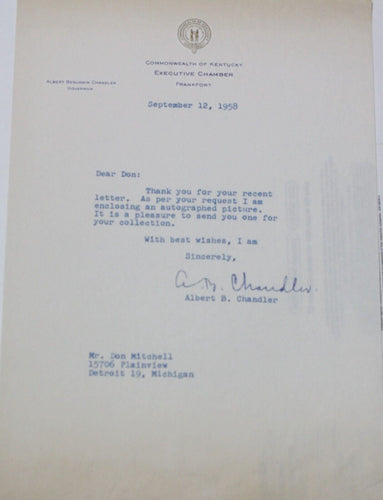 COMMONWEALTH OF KENTUCKY
EXECUTIVE CHAMBER
FRANKFORT
ALBERT BENJAMIN CHANDLER
GOVERNOR
September 12, 1958
Dear Don:
Thank you for your recent
letter. As per your request I am
enclosing an autographed picture.
It is a pleasure to send you one for
your collection.
With best wishes, I am
Sincerely,
A. B. Chandler.
Albert B. Chandler
Mr. Don Mitchell
15706 Plainview
Detroit 19, Michigan